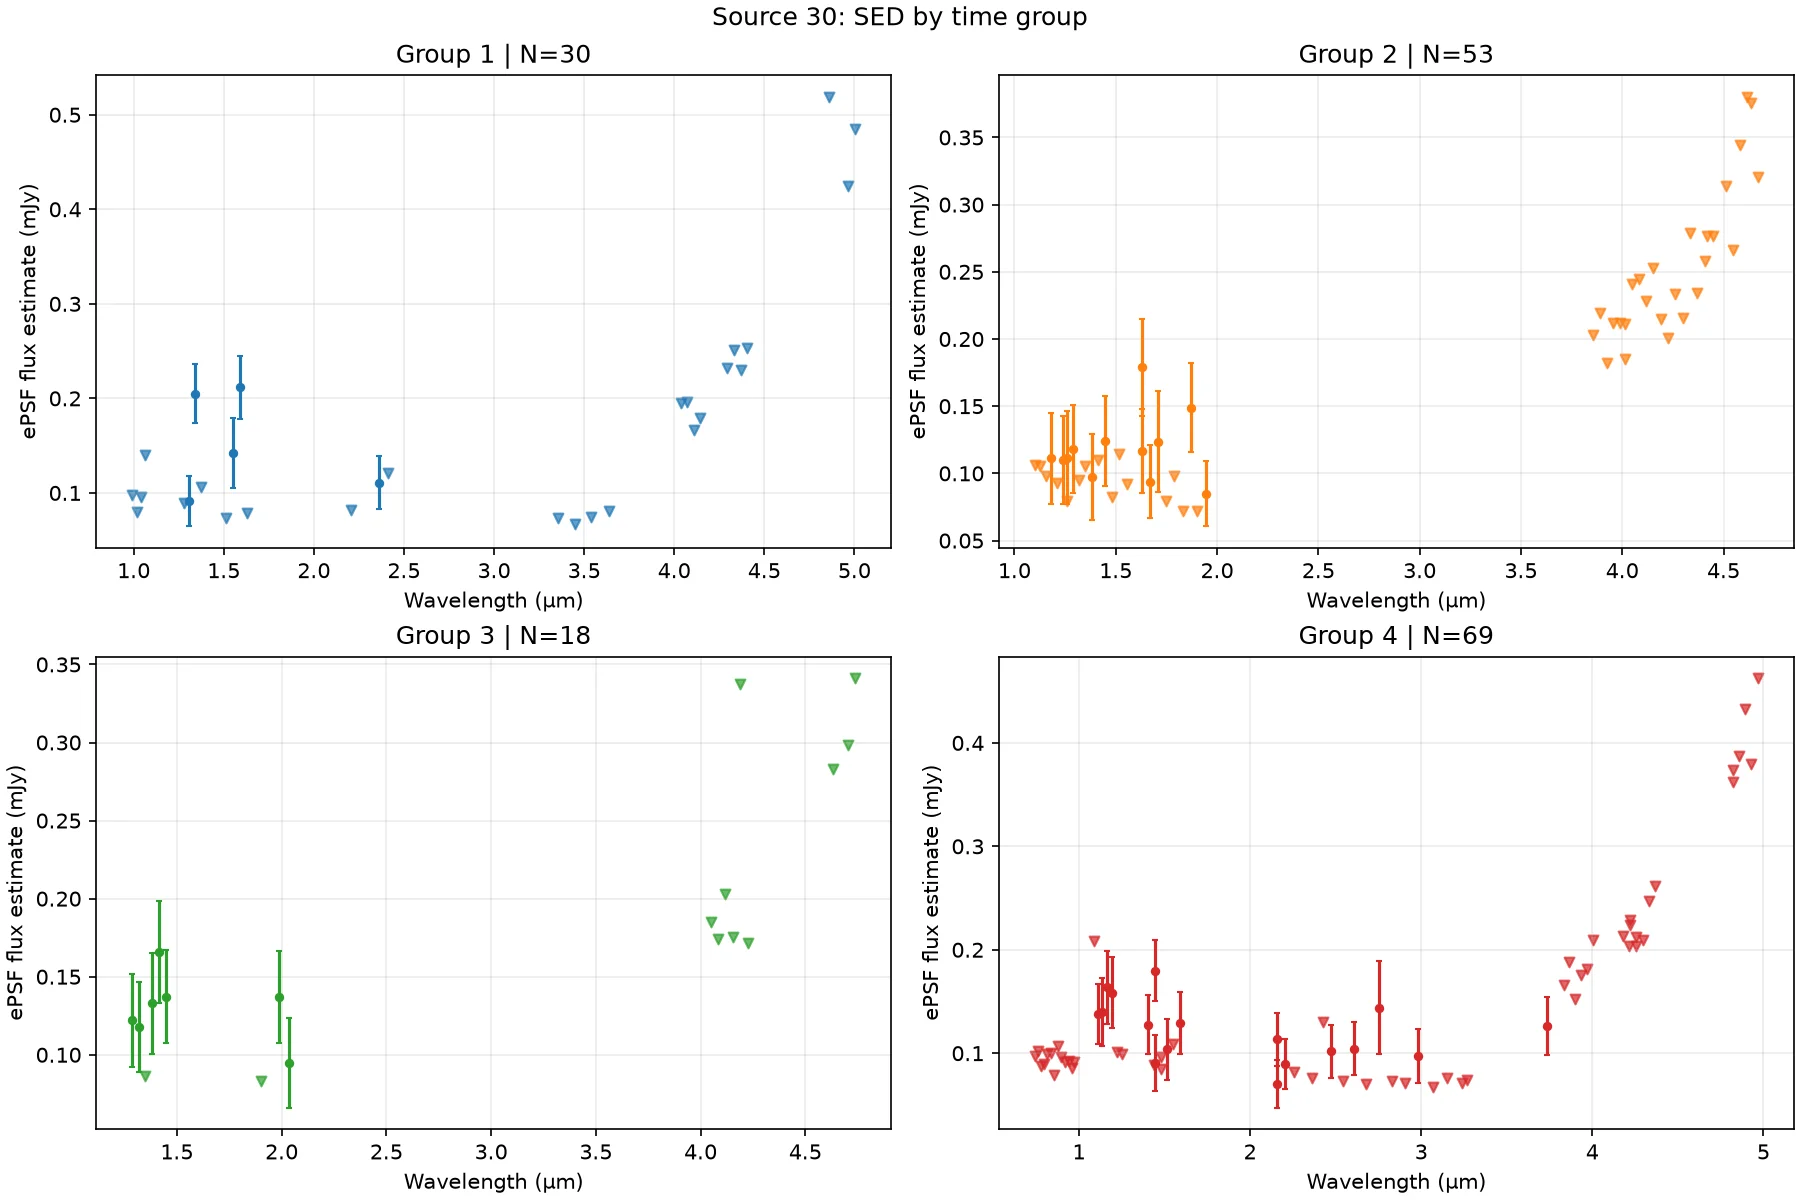 Source 30: SED by time group
Group 1 | N=30
ePSF flux estimate (mJy)
0.5
0.4
0.3
0.2
0.1
1.0 1.5 2.0 2.5 3.0 3.5 4.0 4.5 5.0
Wavelength (μm)
Group 2 | N=53
ePSF flux estimate (mJy)
0.35
0.30
0.25
0.20
0.15
0.10
0.05
1.0 1.5 2.0 2.5 3.0 3.5 4.0 4.5
Wavelength (μm)
Group 3 | N=18
ePSF flux estimate (mJy)
0.35
0.30
0.25
0.20
0.15
0.10
1.5 2.0 2.5 3.0 3.5 4.0 4.5
Wavelength (μm)
Group 4 | N=69
ePSF flux estimate (mJy)
0.4
0.3
0.2
0.1
1 2 3 4 5
Wavelength (μm)